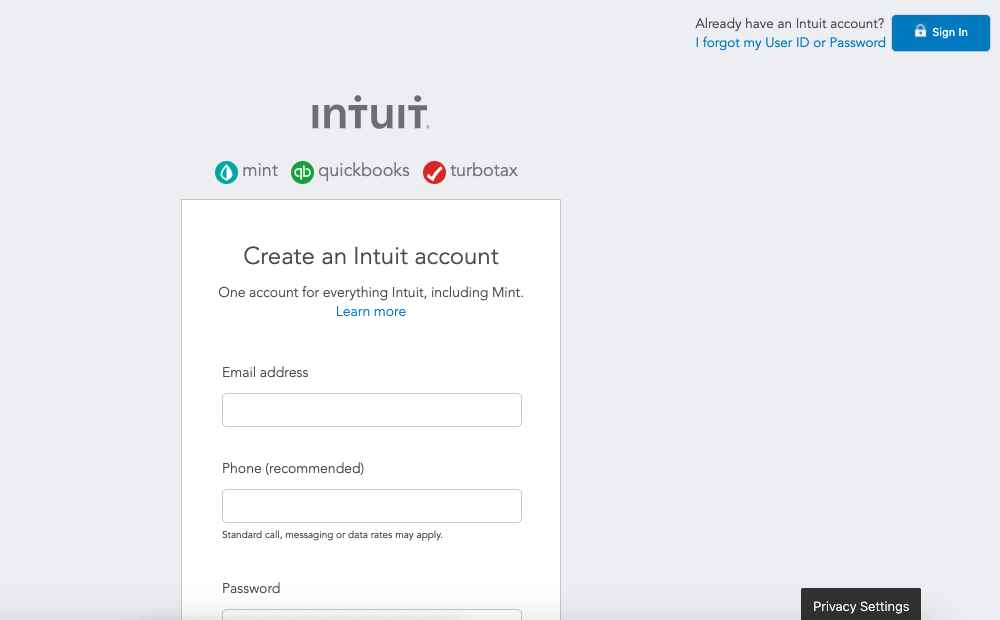 Already have an Intuit account?
I forgot my User ID or Password
Sign In
intuit
mint qb quickbooks turbotax
Create an Intuit account
One account for everything Intuit, including Mint.
Learn more
Email address
Phone (recommended)
Standard call, messaging or data rates may apply.
Password
Privacy Settings